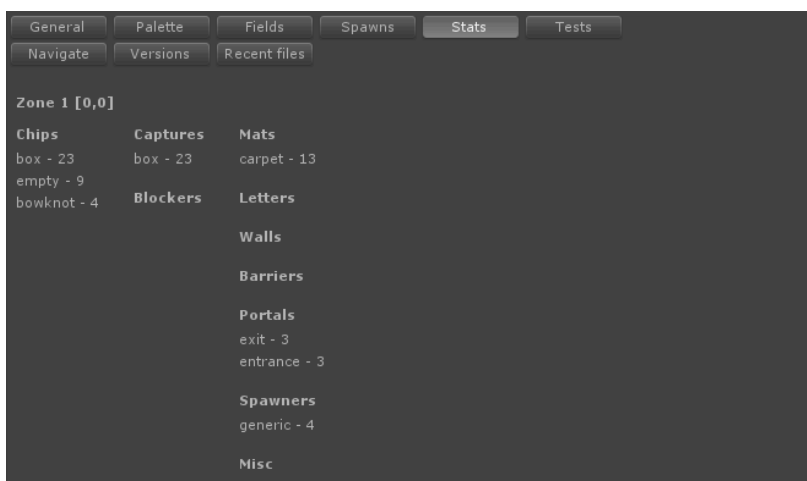 General Palette Fields Spawns Stats Tests
Navigate Versions Recent files
Zone 1 [0,0]
Chips
box - 23
empty - 9
bowknot - 4
Captures
box - 23
Blockers
Mats
carpet - 13
Letters
Walls
Barriers
Portals
exit - 3
entrance - 3
Spawners
generic - 4
Misc